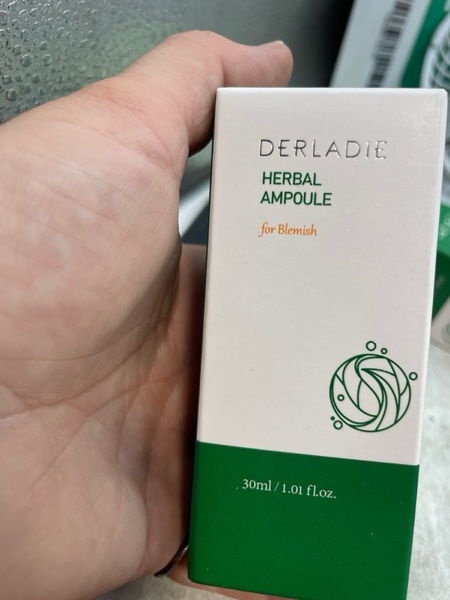 DERLADIE
HERBAL
AMPOULE
for Blemish
30ml / 1.01 fl.oz.